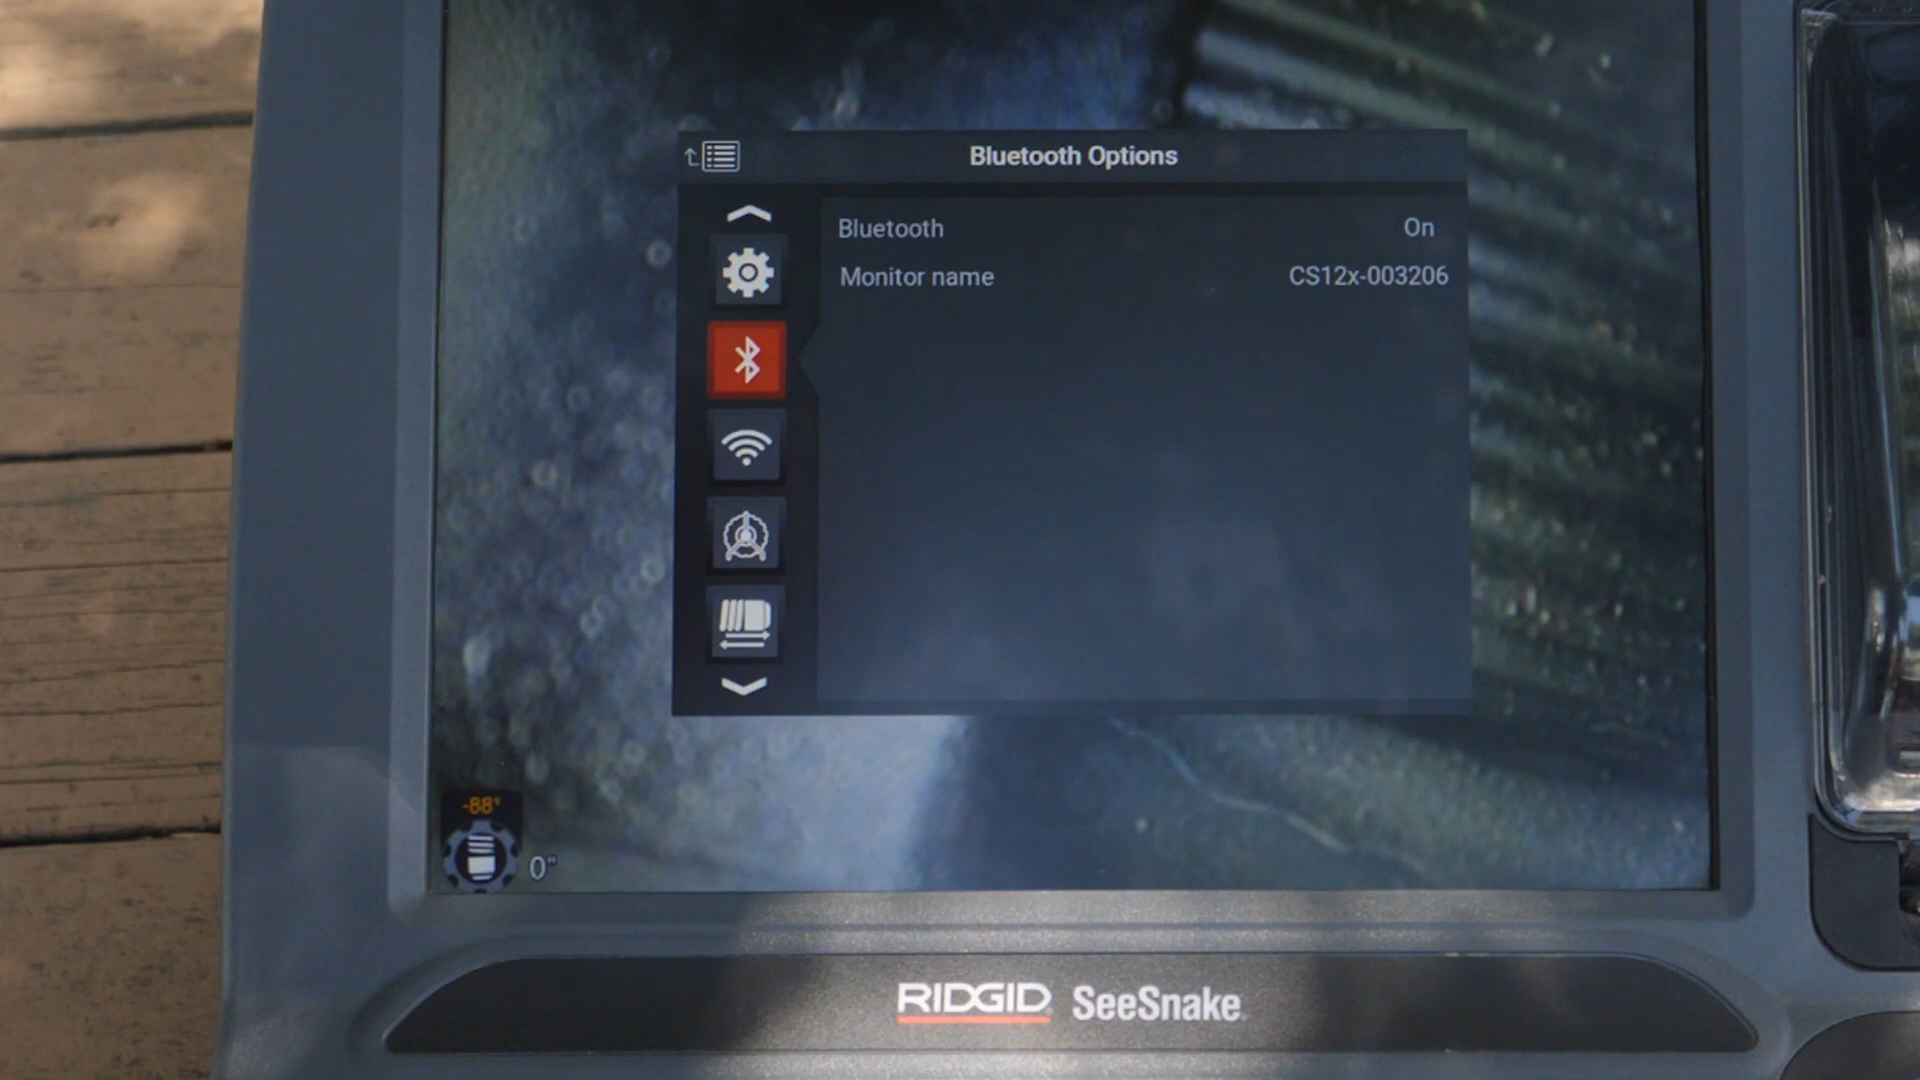 Bluetooth Options
Bluetooth On
Monitor name CS12x-003206
-88°
0"
RIDGID SeeSnake